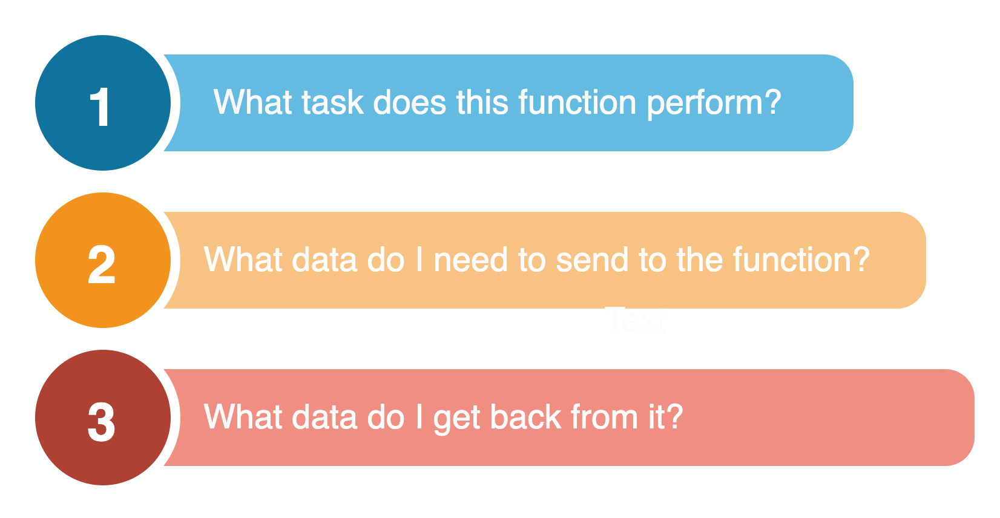 1
What task does this function perform?
2
What data do I need to send to the function?
Text
3
What data do I get back from it?